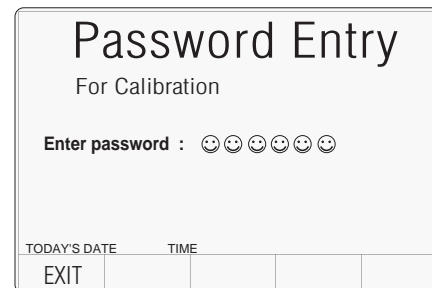 Password Entry
For Calibration
Enter password : ☺☺☺☺☺☺
TODAY'S DATE TIME
EXIT